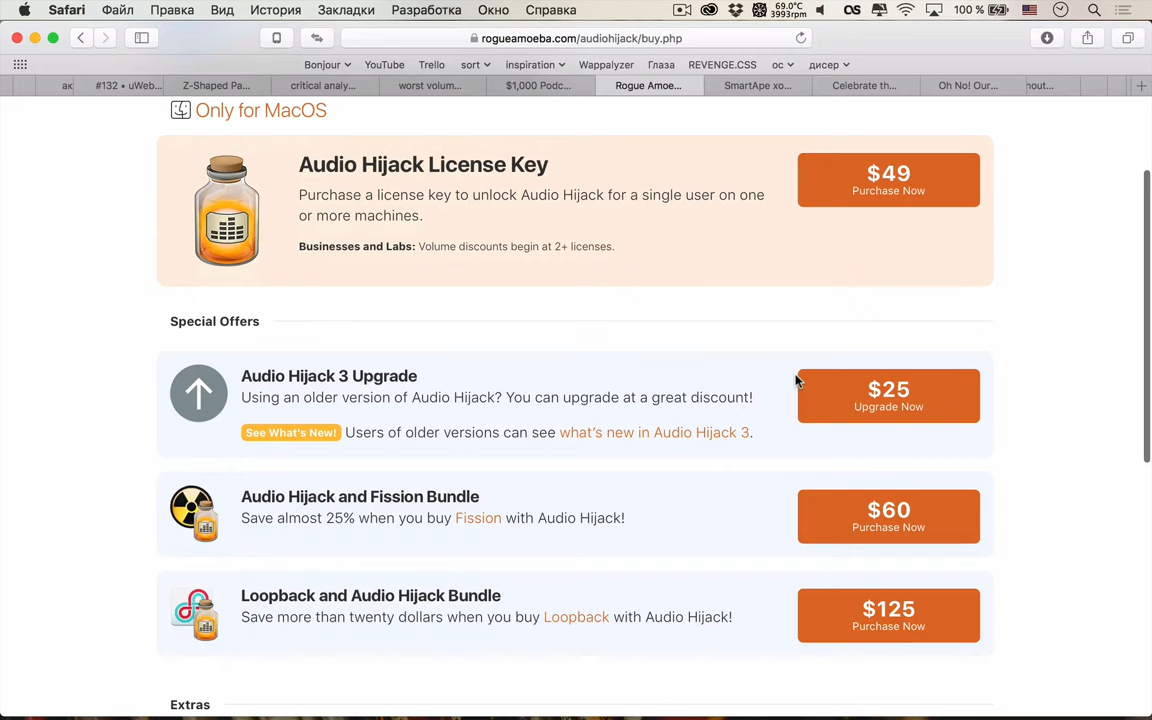 Safari Файл Правка Вид История Закладки Разработка Окно Справка 69.0°C 3993rpm 100 %
rogueamoeba.com/audiohijack/buy.php
Bonjour YouTube Trello sort inspiration Wappalyzer Глаза REVENGE.CSS ос дисер
ак #132 • uWeb... Z-Shaped Pa... critical analy... worst volum... $1,000 Podc... Rogue Amoe... SmartApe хо... Celebrate th... Oh No! Our... hout...
Only for MacOS
Audio Hijack License Key
Purchase a license key to unlock Audio Hijack for a single user on one
or more machines.
Businesses and Labs: Volume discounts begin at 2+ licenses.
$49
Purchase Now
Special Offers
Audio Hijack 3 Upgrade
Using an older version of Audio Hijack? You can upgrade at a great discount!
See What's New! Users of older versions can see what's new in Audio Hijack 3.
$25
Upgrade Now
Audio Hijack and Fission Bundle
Save almost 25% when you buy Fission with Audio Hijack!
$60
Purchase Now
Loopback and Audio Hijack Bundle
Save more than twenty dollars when you buy Loopback with Audio Hijack!
$125
Purchase Now
Extras